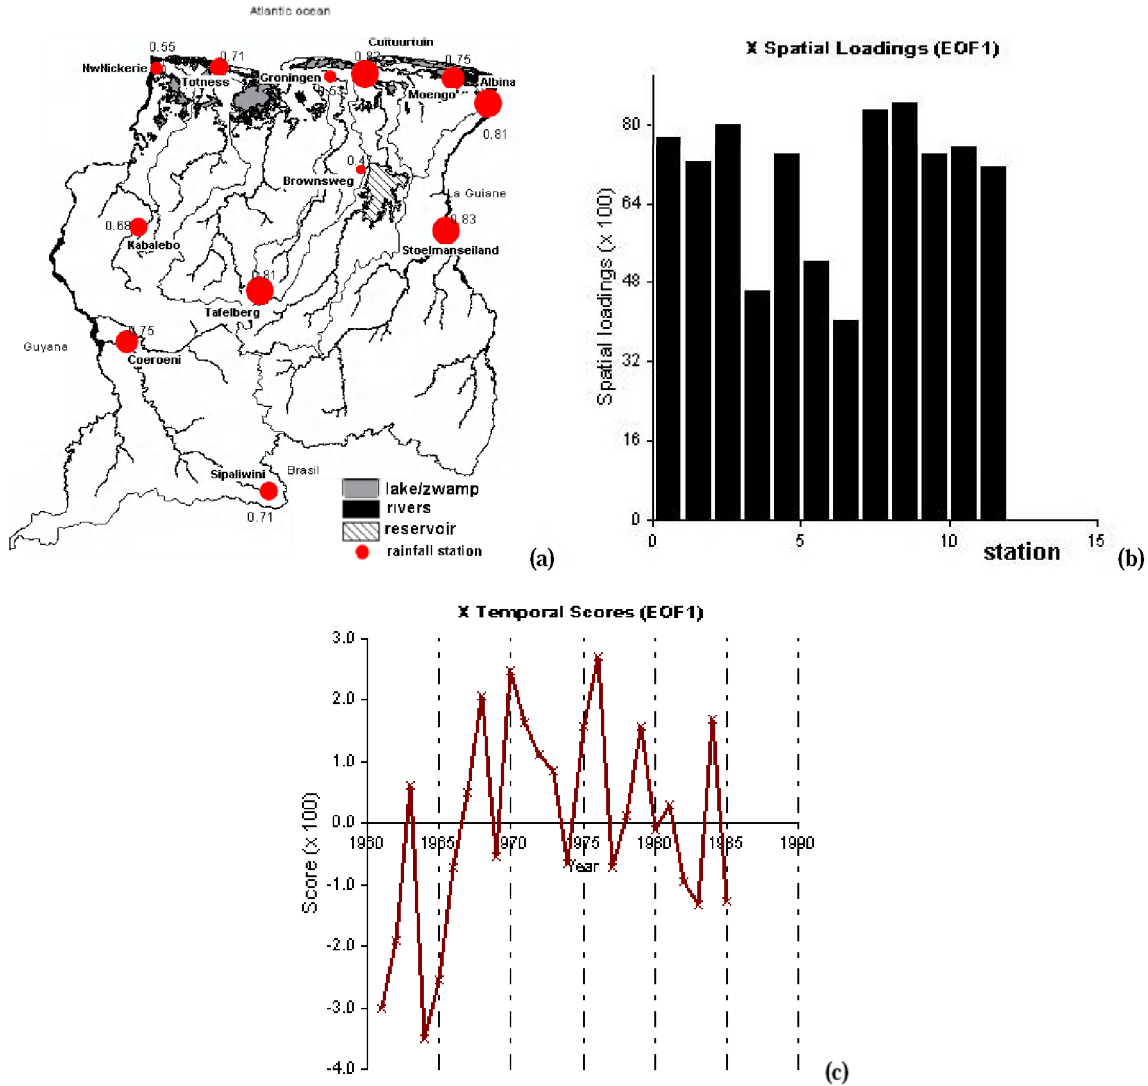 Atlantic ocean
0.55
0.71
0.82
Cultuurtuin
0.75
NwNickerie
Totness
Groningen
0.53
Moengo
Albina
0.81
Brownsweg
La Guiane
0.68
Kabalebo
0.83
Stoelmanseiland
0.81
Tafelberg
Guyana
0.75
Coeroeni
Sipaliwini
Brasil
0.71
lake/zwamp
rivers
reservoir
rainfall station
(a)
X Spatial Loadings (EOF1)
Spatial loadings (x 100)
80
64
48
32
16
0
0
5
10
15
station
(b)
X Temporal Scores (EOF1)
Score (x 100)
3.0
2.0
1.0
0.0
-1.0
-2.0
-3.0
-4.0
1960
1965
1970
1975
1980
1985
1990
Year
(c)